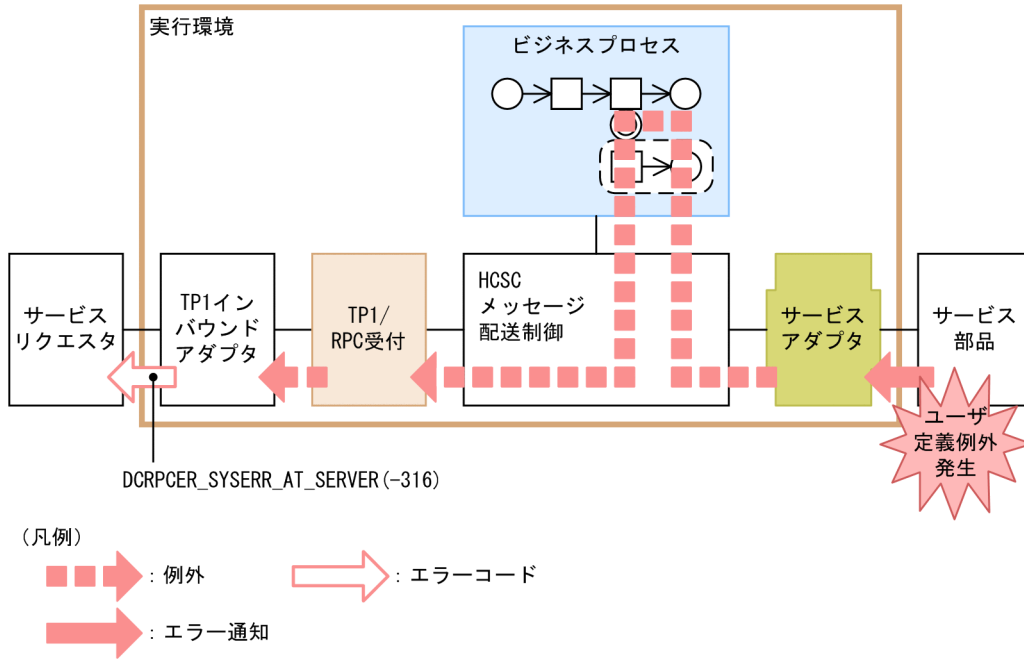 実行環境
ビジネスプロセス
サービス
リクエスタ
TP1イン
バウンド
アダプタ
TP1/
RPC受付
HCSC
メッセージ
配送制御
サービス
アダプタ
サービス
部品
ユーザ
定義例外
発生
DCRPCER_SYSERR_AT_SERVER(-316)
(凡例)
:例外
:エラーコード
:エラー通知